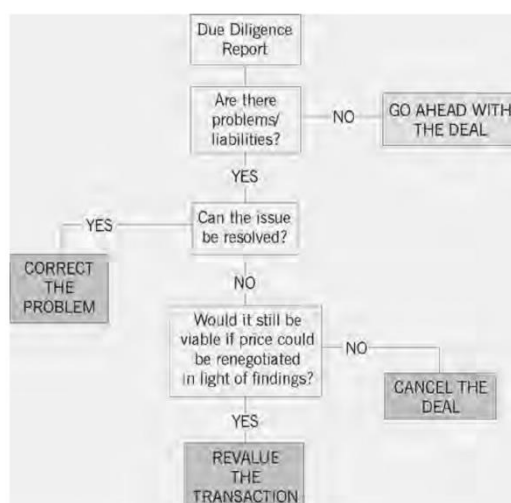 Due Diligence
Report
Are there
problems/
liabilities?
NO
GO AHEAD WITH
THE DEAL
YES
Can the issue
be resolved?
YES
CORRECT
THE
PROBLEM
NO
Would it still be
viable if price could
be renegotiated
in light of findings?
NO
CANCEL THE
DEAL
YES
REVALUE
THE
TRANSACTION